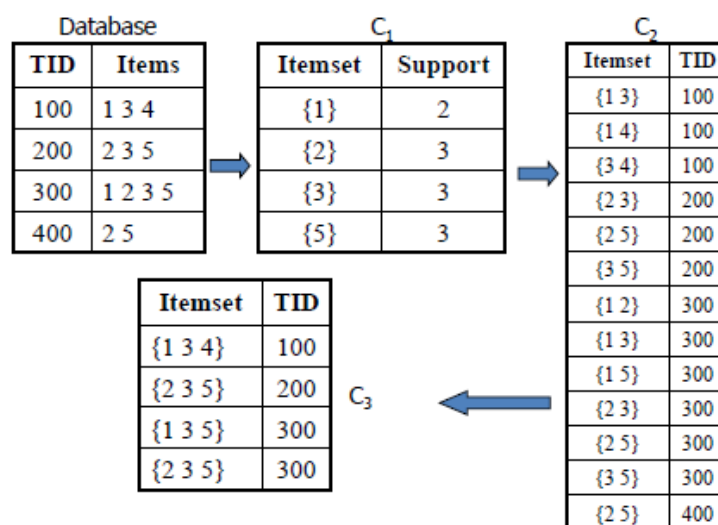 Database
TID Items
100 1 3 4
200 2 3 5
300 1 2 3 5
400 2 5
C1
Itemset Support
{1} 2
{2} 3
{3} 3
{5} 3
C2
Itemset TID
{1 3} 100
{1 4} 100
{3 4} 100
{2 3} 200
{2 5} 200
{3 5} 200
{1 2} 300
{1 3} 300
{1 5} 300
{2 3} 300
{2 5} 300
{3 5} 300
{2 5} 400
Itemset TID
{1 3 4} 100
{2 3 5} 200
{1 3 5} 300
{2 3 5} 300
C3